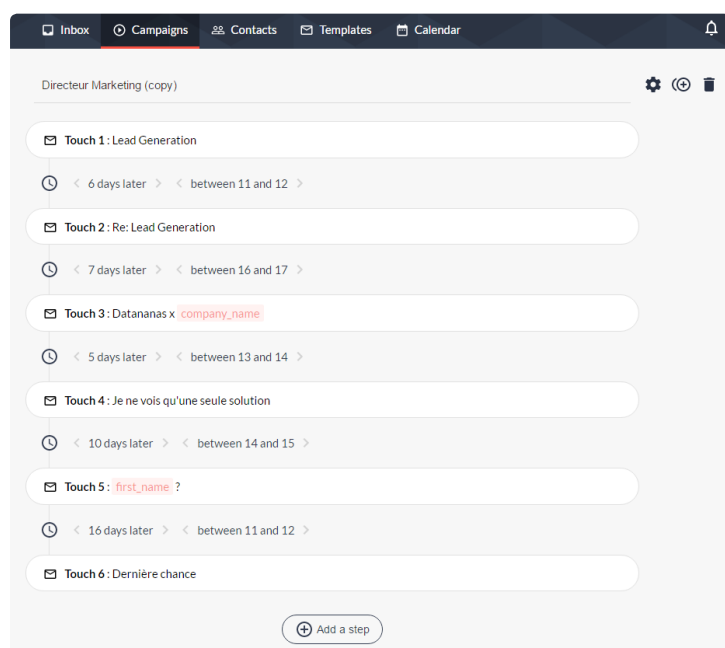 Inbox Campaigns Contacts Templates Calendar
Directeur Marketing (copy)
Touch 1 : Lead Generation
< 6 days later > < between 11 and 12 >
Touch 2 : Re: Lead Generation
< 7 days later > < between 16 and 17 >
Touch 3 : Datananas x company_name
< 5 days later > < between 13 and 14 >
Touch 4 : Je ne vois qu'une seule solution
< 10 days later > < between 14 and 15 >
Touch 5 : first_name ?
< 16 days later > < between 11 and 12 >
Touch 6 : Dernière chance
Add a step